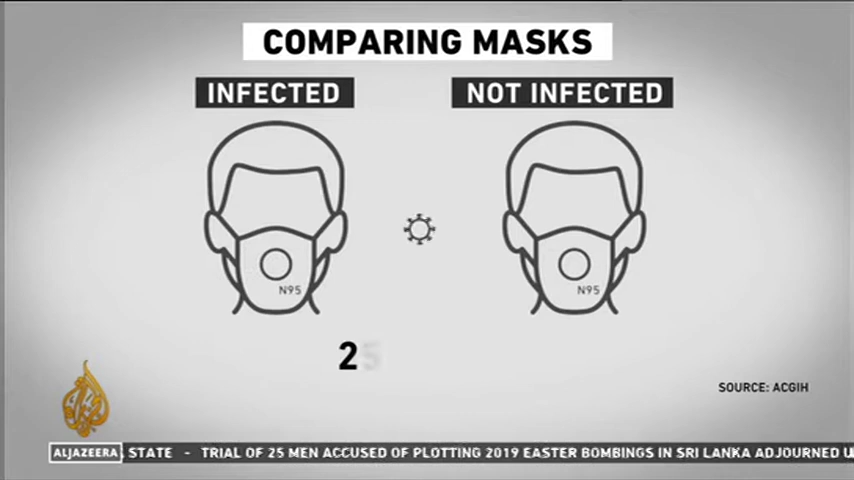 COMPARING MASKS
INFECTED
NOT INFECTED
N95
N95
25
SOURCE: ACGIH
ALJAZEERA
, STATE - TRIAL OF 25 MEN ACCUSED OF PLOTTING 2019 EASTER BOMBINGS IN SRI LANKA ADJOURNED U